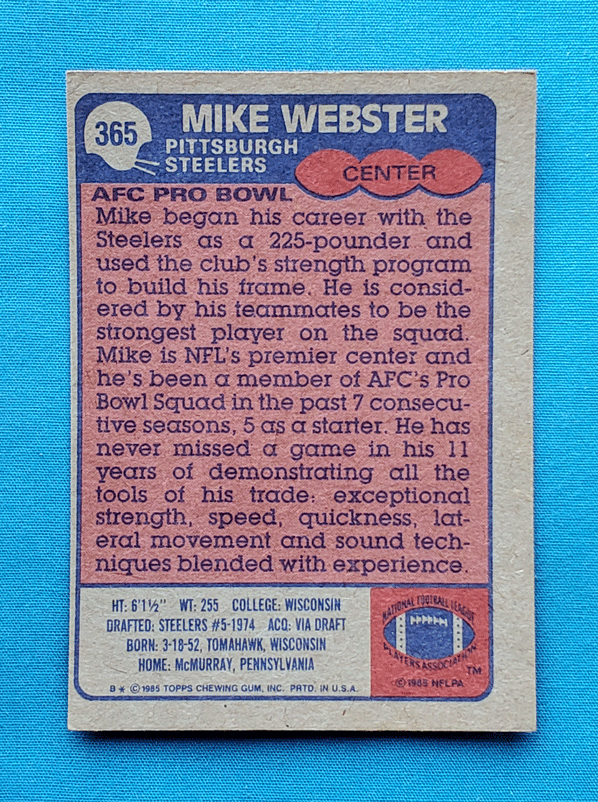 365
MIKE WEBSTER
PITTSBURGH
STEELERS
CENTER
AFC PRO BOWL
Mike began his career with the
Steelers as a 225-pounder and
used the club's strength program
to build his frame. He is consid-
ered by his teammates to be the
strongest player on the squad.
Mike is NFL's premier center and
he's been a member of AFC's Pro
Bowl Squad in the past 7 consecu-
tive seasons, 5 as a starter. He has
never missed a game in his 11
years of demonstrating all the
tools of his trade: exceptional
strength, speed, quickness, lat-
eral movement and sound tech-
niques blended with experience.
HT: 6'1½" WT: 255 COLLEGE: WISCONSIN
DRAFTED: STEELERS #5-1974 ACQ: VIA DRAFT
BORN: 3-18-52, TOMAHAWK, WISCONSIN
HOME: McMURRAY, PENNSYLVANIA
B * © 1985 TOPPS CHEWING GUM, INC. PRTD. IN U.S.A.
NATIONAL FOOTBALL LEAGUE
PLAYERS ASSOCIATION
TM
© 1985 NFLPA